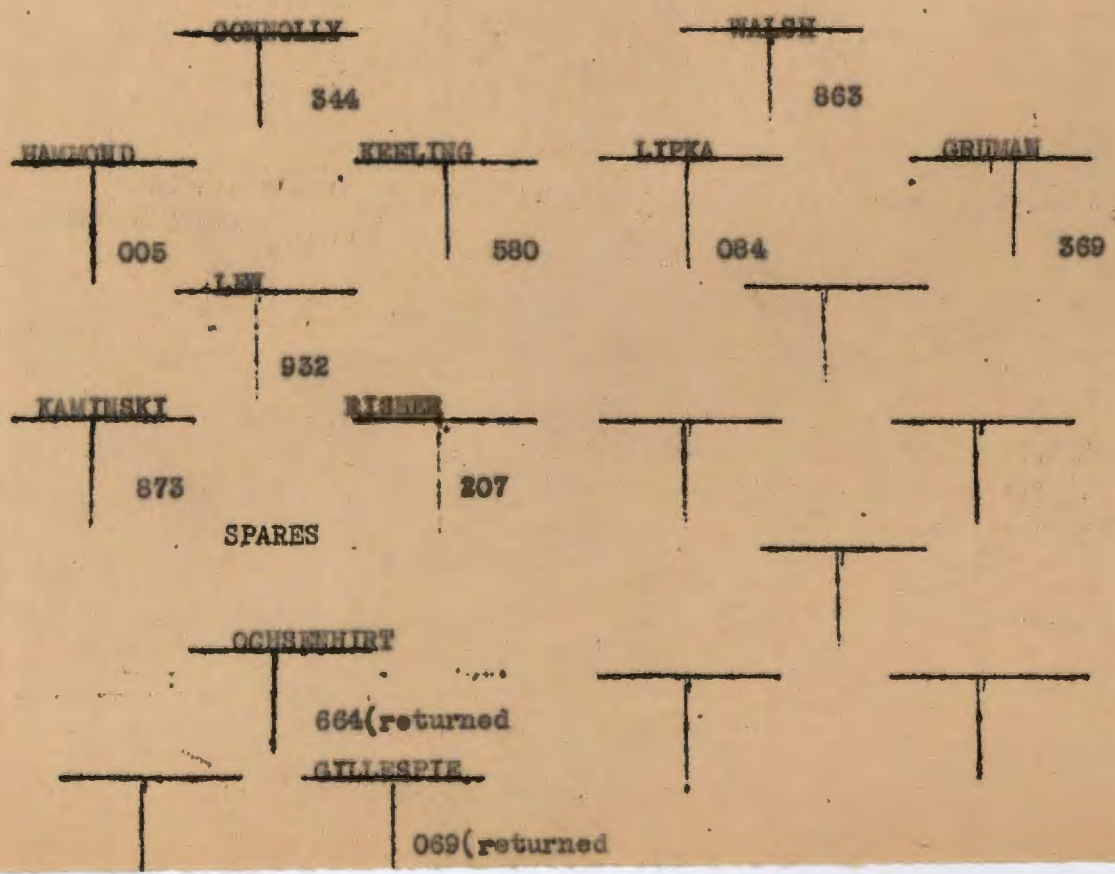 CONNOLLY WALSH
344 863
HAMMOND KEELING LIPKA GRUMAN
005 580 084 369
LEW
932
KAMINSKI RISHER
873 207
SPARES
OCHSENHIRT
664(returned
GILLESPIE
069(returned